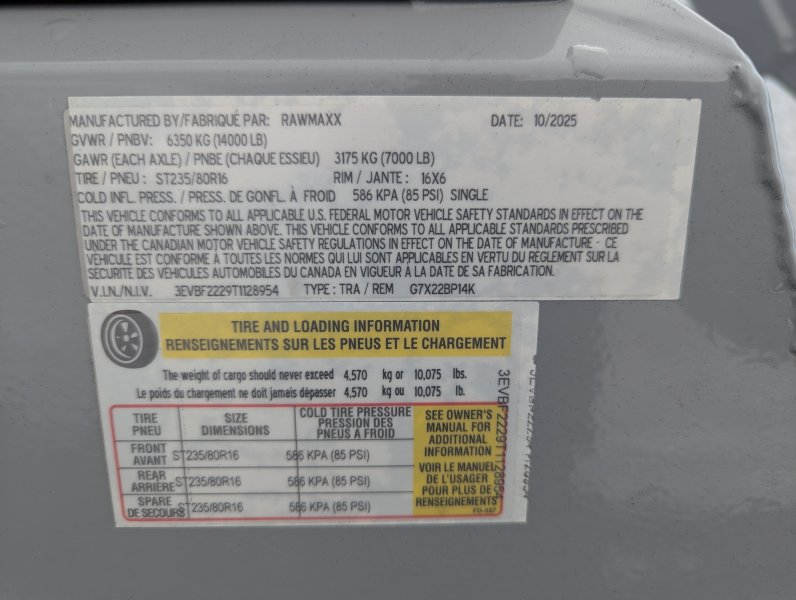 MANUFACTURED BY/FABRIQUÉ PAR: RAWMAXX DATE: 10/2025
GVWR / PNBV: 6350 KG (14000 LB)
GAWR (EACH AXLE) / PNBE (CHAQUE ESSIEU) 3175 KG (7000 LB)
TIRE / PNEU : ST235/80R16 RIM / JANTE : 16X6
COLD INFL. PRESS. / PRESS. DE GONFL. À FROID 586 KPA (85 PSI) SINGLE
THIS VEHICLE CONFORMS TO ALL APPLICABLE U.S. FEDERAL MOTOR VEHICLE SAFETY STANDARDS IN EFFECT ON THE
DATE OF MANUFACTURE SHOWN ABOVE. THIS VEHICLE CONFORMS TO ALL APPLICABLE STANDARDS PRESCRIBED
UNDER THE CANADIAN MOTOR VEHICLE SAFETY REGULATIONS IN EFFECT ON THE DATE OF MANUFACTURE - CE
VEHICULE EST CONFORME À TOUTES LES NORMES QUI LUI SONT APPLICABLES EN VERTU DU REGLEMENT SUR LA
SÉCURITÉ DES VÉHICULES AUTOMOBILES DU CANADA EN VIGUEUR À LA DATE DE SA FABRICATION.
V.I.N./N.I.V. 3EVBF2229T1128954 TYPE : TRA / REM G7X22BP14K
TIRE AND LOADING INFORMATION
RENSEIGNEMENTS SUR LES PNEUS ET LE CHARGEMENT
The weight of cargo should never exceed 4,570 kg or 10,075 lbs.
Le poids du chargement ne doit jamais dépasser 4,570 kg ou 10,075 lb.
TIRE SIZE COLD TIRE PRESSURE
PNEU DIMENSIONS PRESSION DES
PNEUS A FROID
FRONT
AVANT ST235/80R16 586 KPA (85 PSI)
REAR
ARRIÈRE ST235/80R16 586 KPA (85 PSI)
SPARE
DE SECOURS ST235/80R16 586 KPA (85 PSI)
SEE OWNER'S
MANUAL FOR
ADDITIONAL
INFORMATION
VOIR LE MANUEL
DE L'USAGER
POUR PLUS DE
RENSEIGNEMENTS
FD-337
3EVBF2229T1128954
3EVBF2229T1128954